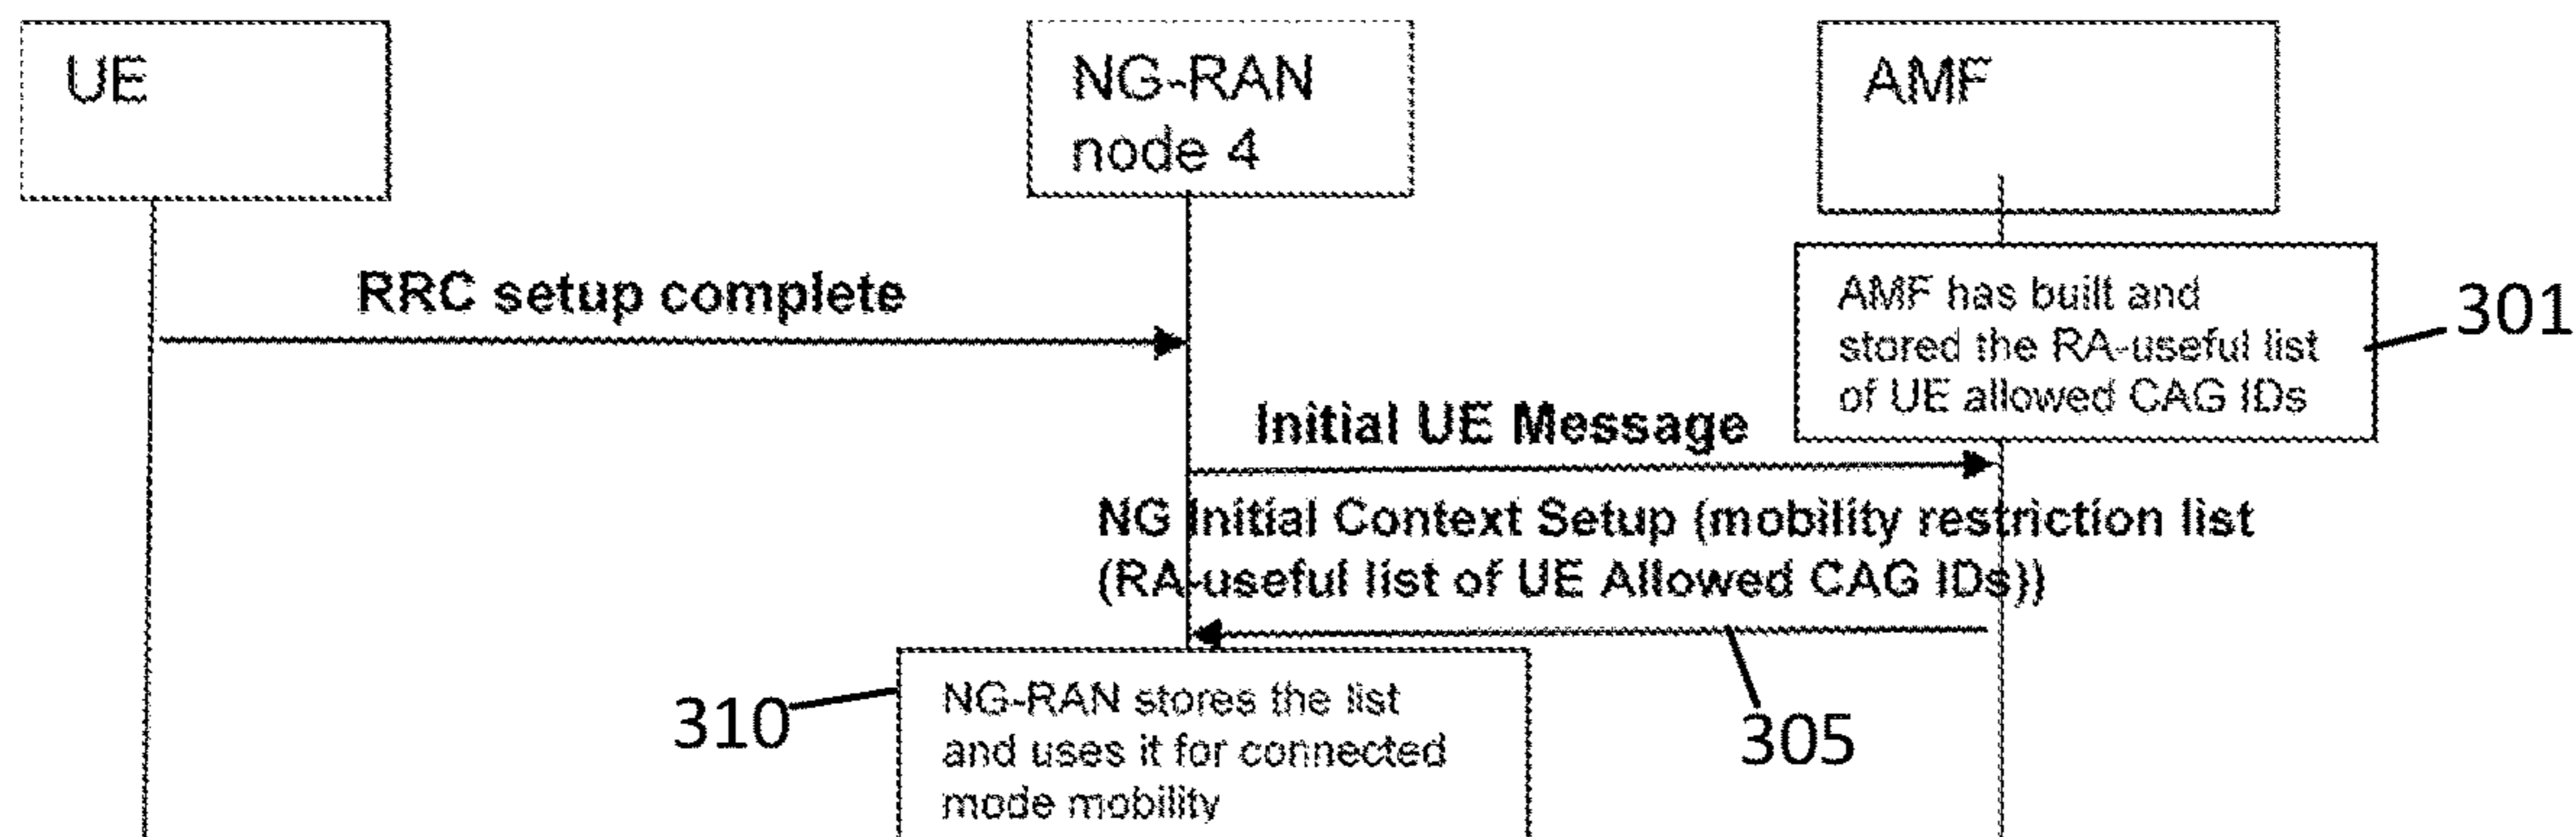 UE
NG-RAN
node 4
AMF
RRC setup complete
AMF has built and
stored the RA-useful list
of UE allowed CAG IDs
301
Initial UE Message
NG Initial Context Setup (mobility restriction list
(RA-useful list of UE Allowed CAG IDs))
305
310
NG-RAN stores the list
and uses it for connected
mode mobility